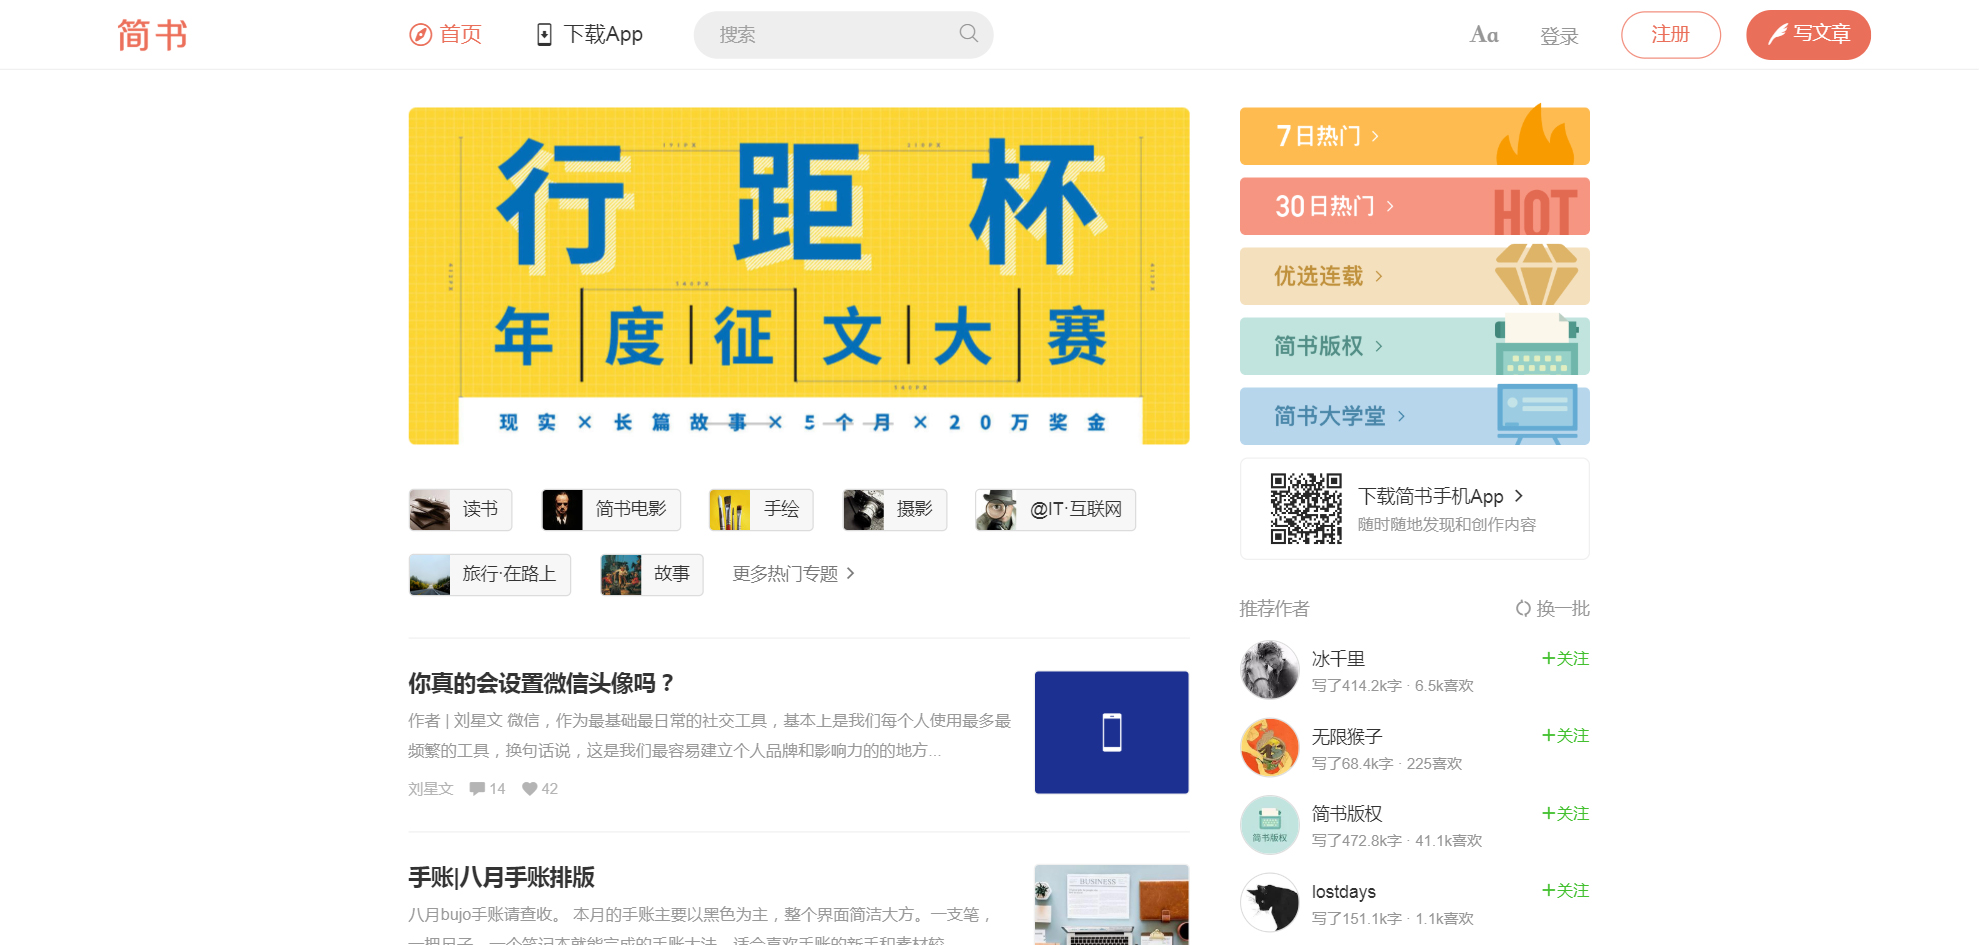 简书
首页
下载App
搜索
Aa
登录
注册
写文章
行距杯
年度征文大赛
现实×长篇故事×5个月×20万奖金
7日热门
30日热门
HOT
优选连载
简书版权
简书大学堂
下载简书手机App
随时随地发现和创作内容
读书
简书电影
手绘
摄影
@IT·互联网
旅行·在路上
故事
更多热门专题
推荐作者
换一批
冰千里
+关注
写了414.2k字 · 6.5k喜欢
无限猴子
+关注
写了68.4k字 · 225喜欢
简书版权
简书版权
+关注
写了472.8k字 · 41.1k喜欢
lostdays
+关注
写了151.1k字 · 1.1k喜欢
你真的会设置微信头像吗？
作者 | 刘星文 微信，作为最基础最日常的社交工具，基本上是我们每个人使用最多最
频繁的工具，换句话说，这是我们最容易建立个人品牌和影响力的的地方...
刘星文 14 42
手账|八月手账排版
BUSINESS
八月bujo手账请查收。 本月的手账主要以黑色为主，整个界面简洁大方。一支笔，